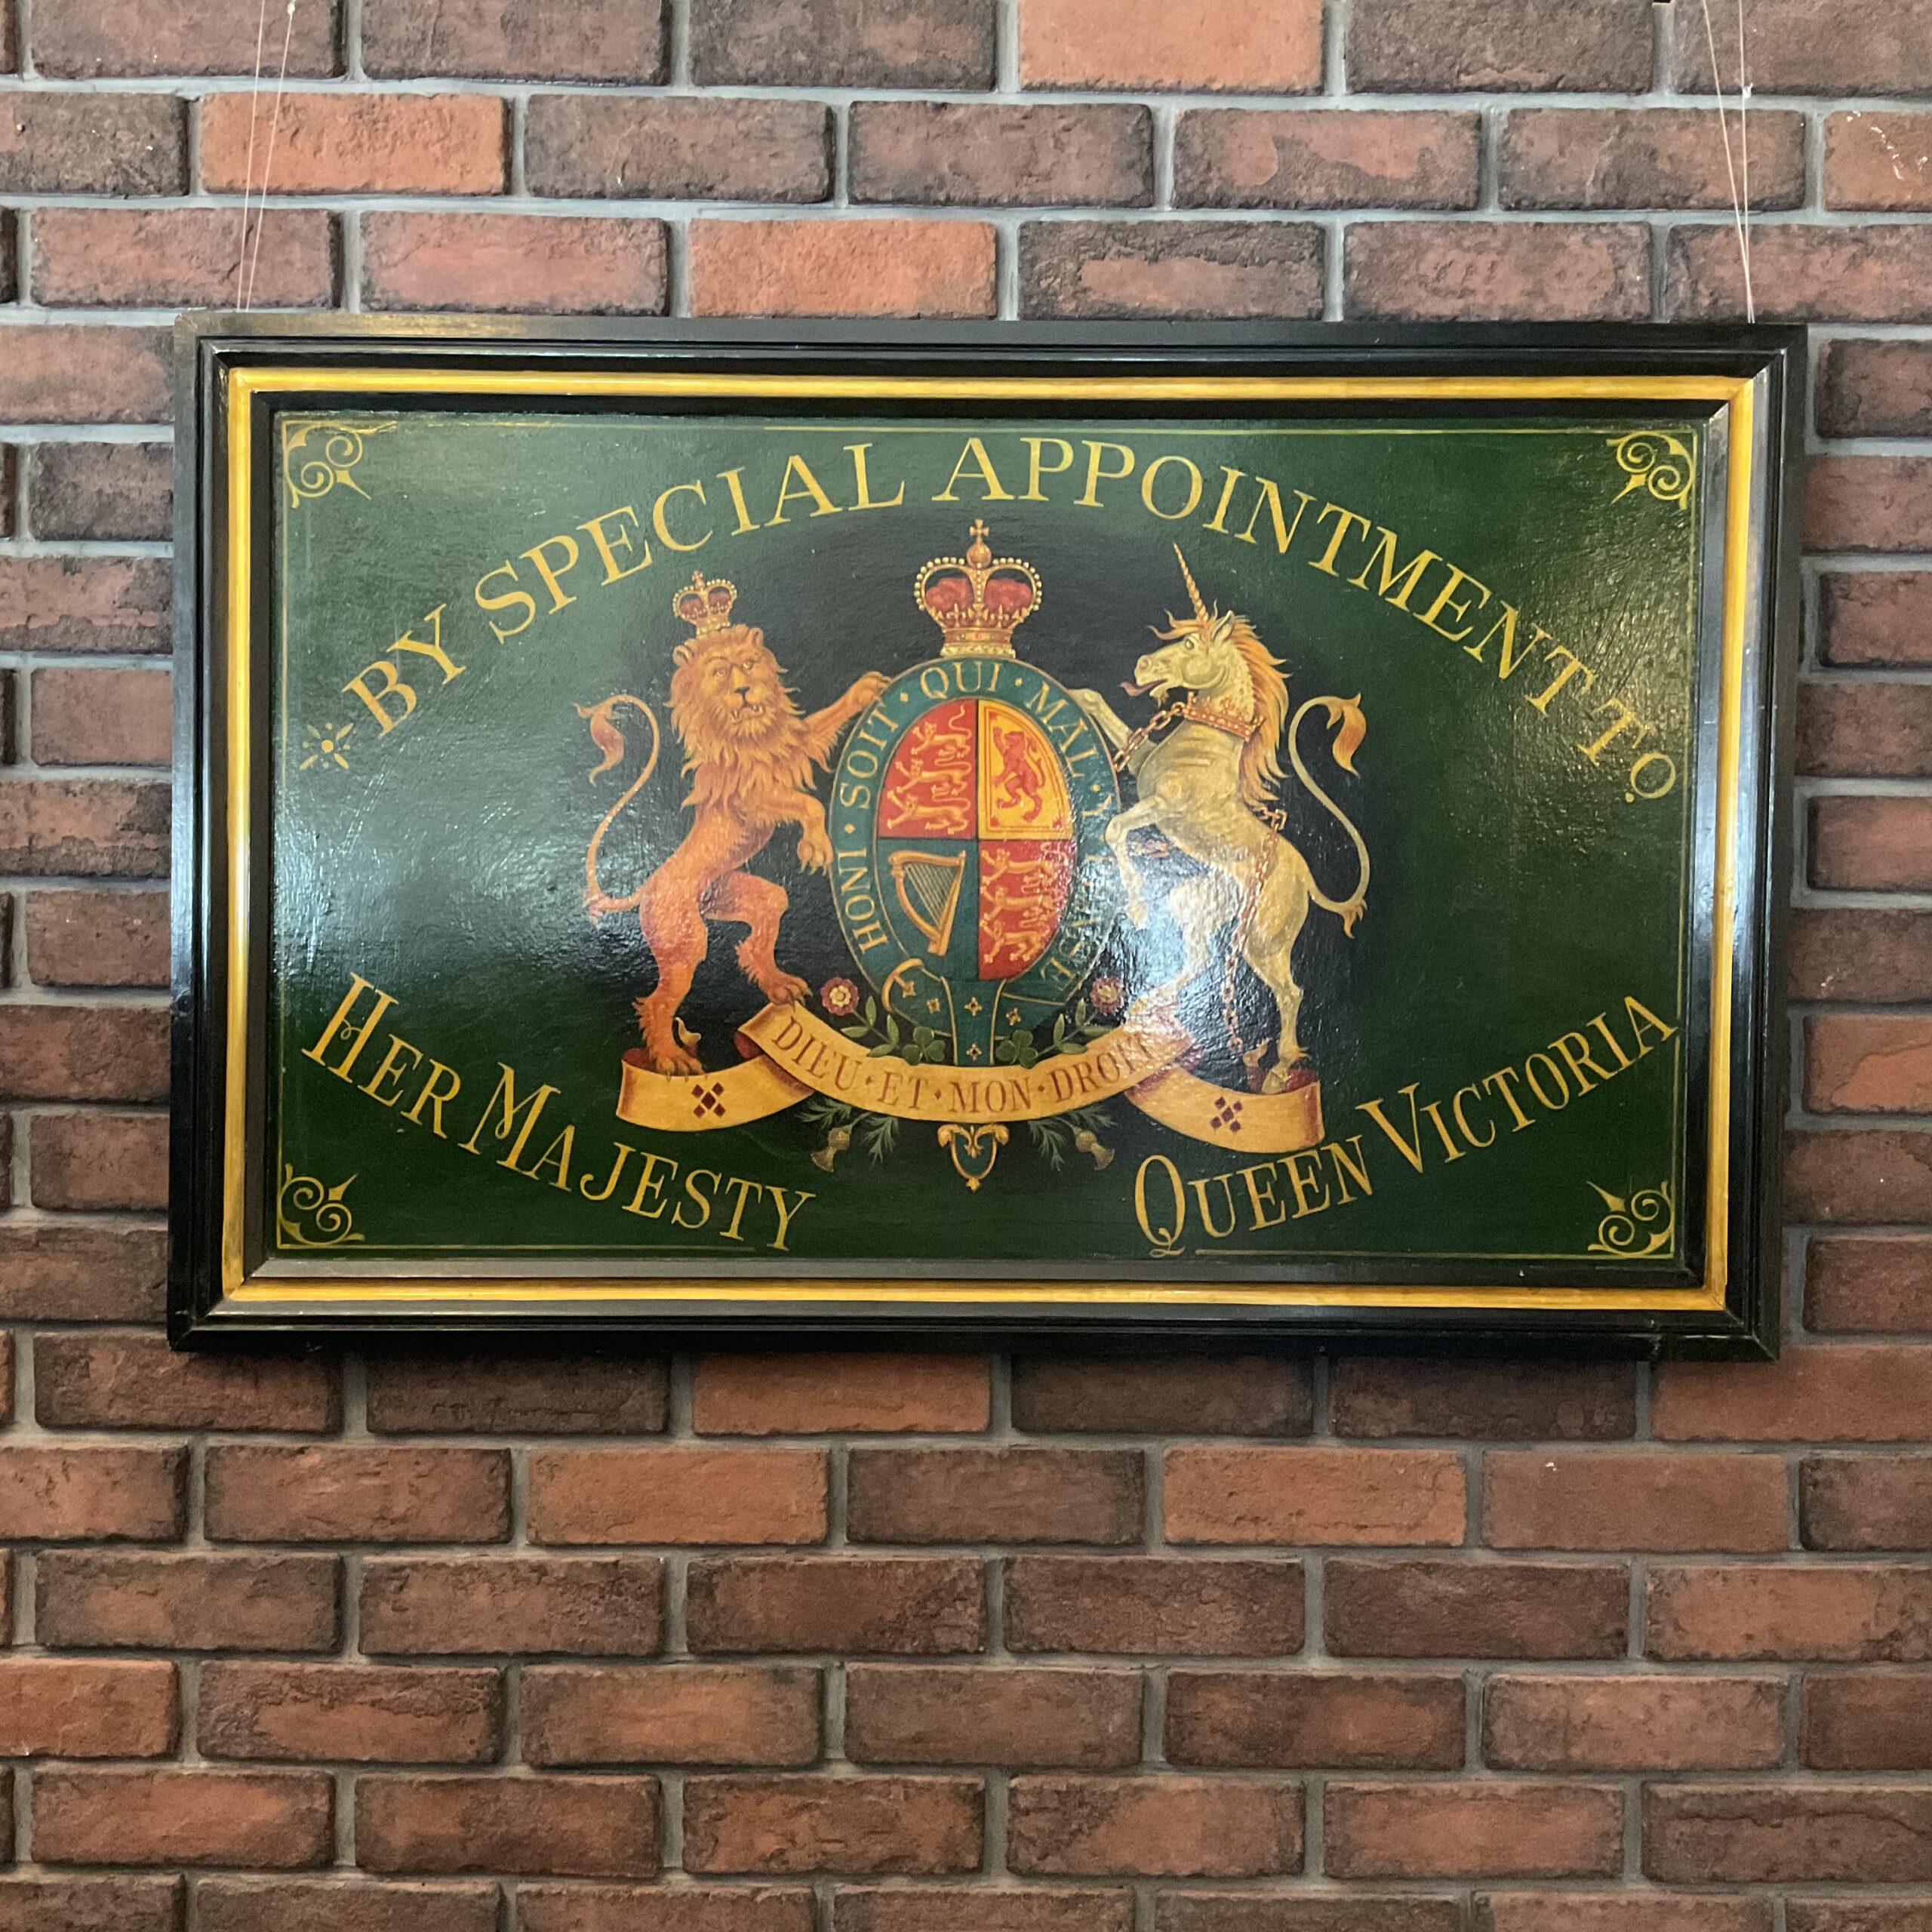 BY SPECIAL APPOINTMENT TO
HONI · SOIT · QUI · MAL · Y PENSE
DIEU · ET · MON · DROIT
HER MAJESTY QUEEN VICTORIA